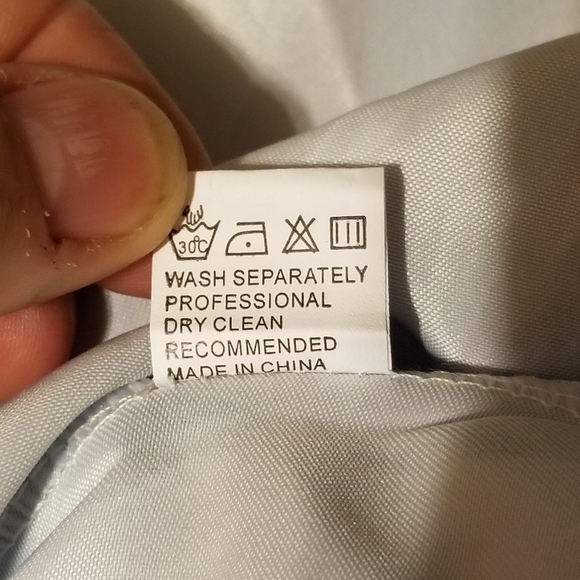 30°C
WASH SEPARATELY
PROFESSIONAL
DRY CLEAN
RECOMMENDED
MADE IN CHINA